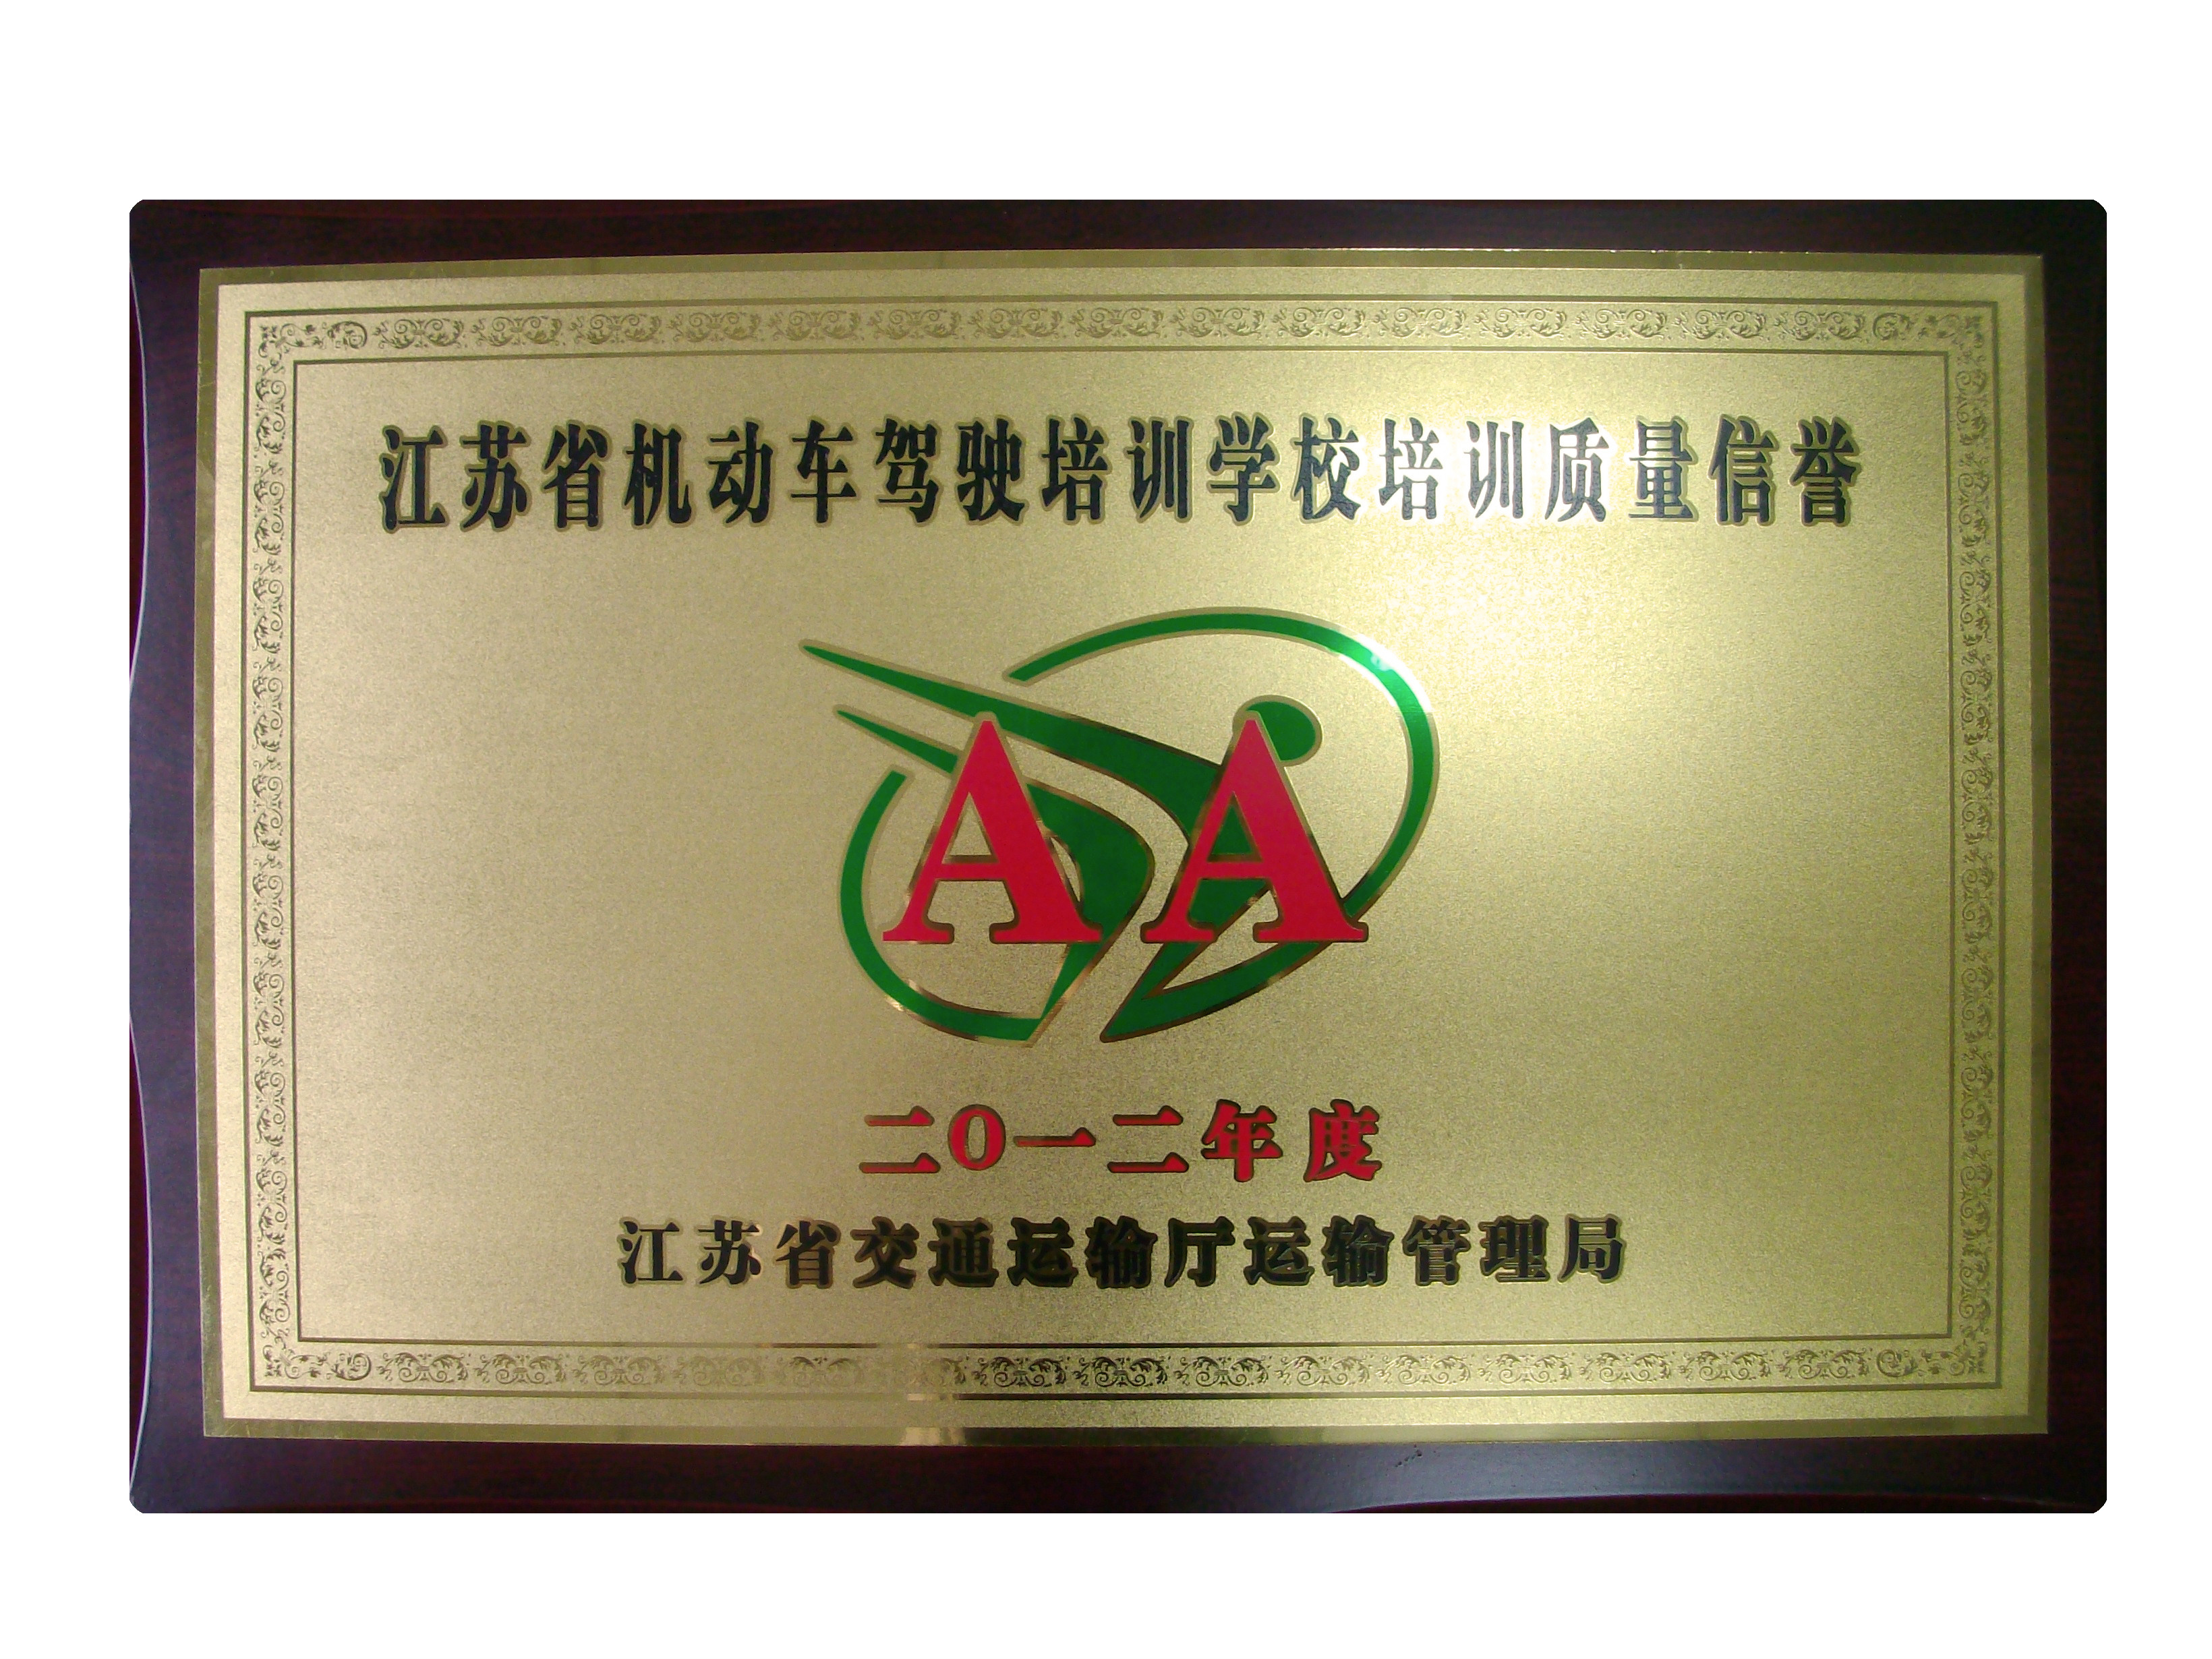 江苏省机动车驾驶培训学校培训质量信誉
AA
二O一二年度
江苏省交通运输厅运输管理局